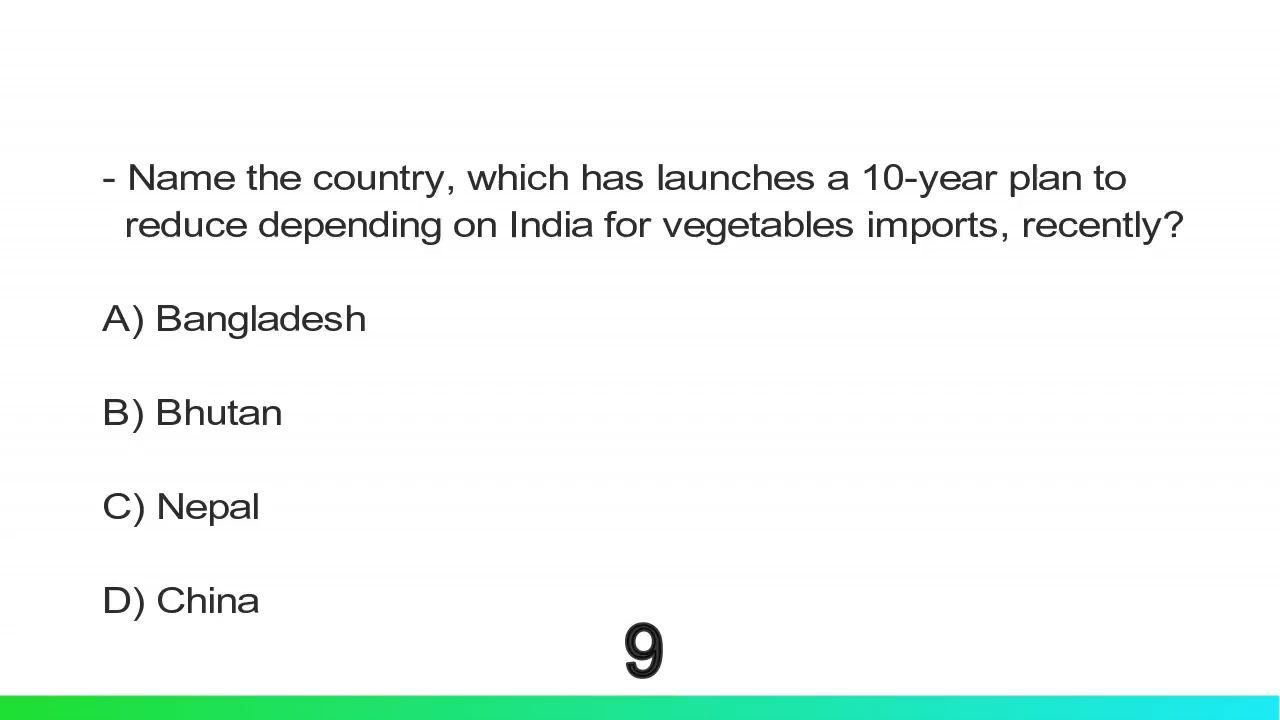 - Name the country, which has launches a 10-year plan to
reduce depending on India for vegetables imports, recently?
A) Bangladesh
B) Bhutan
C) Nepal
D) China
9